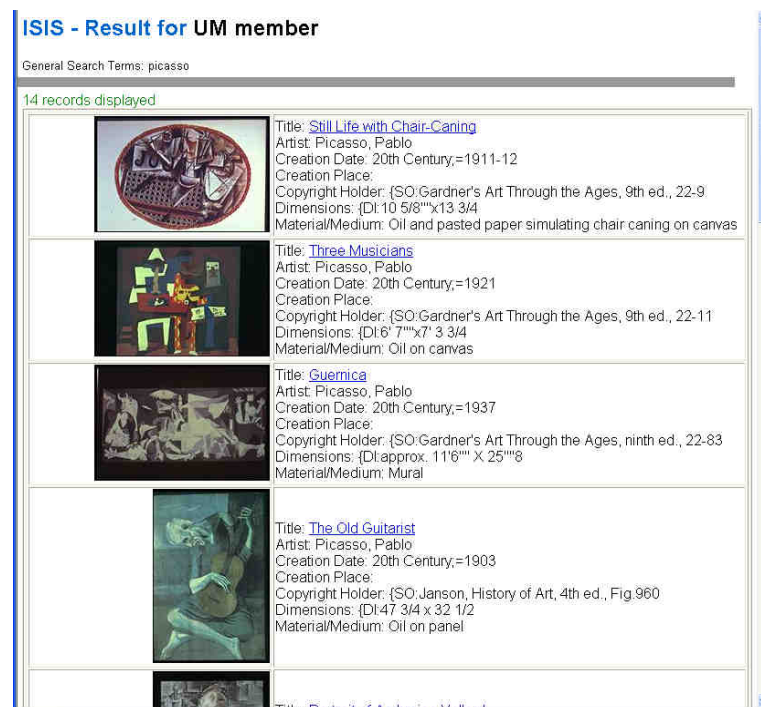 ISIS - Result for UM member
General Search Terms: picasso
14 records displayed
Title: Still Life with Chair-Caning
Artist: Picasso, Pablo
Creation Date: 20th Century;=1911-12
Creation Place:
Copyright Holder: {SO:Gardner's Art Through the Ages, 9th ed., 22-9
Dimensions: {DI:10 5/8""x13 3/4
Material/Medium: Oil and pasted paper simulating chair caning on canvas
Title: Three Musicians
Artist: Picasso, Pablo
Creation Date: 20th Century;=1921
Creation Place:
Copyright Holder: {SO:Gardner's Art Through the Ages, 9th ed., 22-11
Dimensions: {DI:6' 7""x7' 3 3/4
Material/Medium: Oil on canvas
Title: Guernica
Artist: Picasso, Pablo
Creation Date: 20th Century;=1937
Creation Place:
Copyright Holder: {SO:Gardner's Art Through the Ages, ninth ed., 22-83
Dimensions: {DI:approx. 11'6"" X 25""8
Material/Medium: Mural
Title: The Old Guitarist
Artist: Picasso, Pablo
Creation Date: 20th Century;=1903
Creation Place:
Copyright Holder: {SO:Janson, History of Art, 4th ed., Fig.960
Dimensions: {DI:47 3/4 x 32 1/2
Material/Medium: Oil on panel